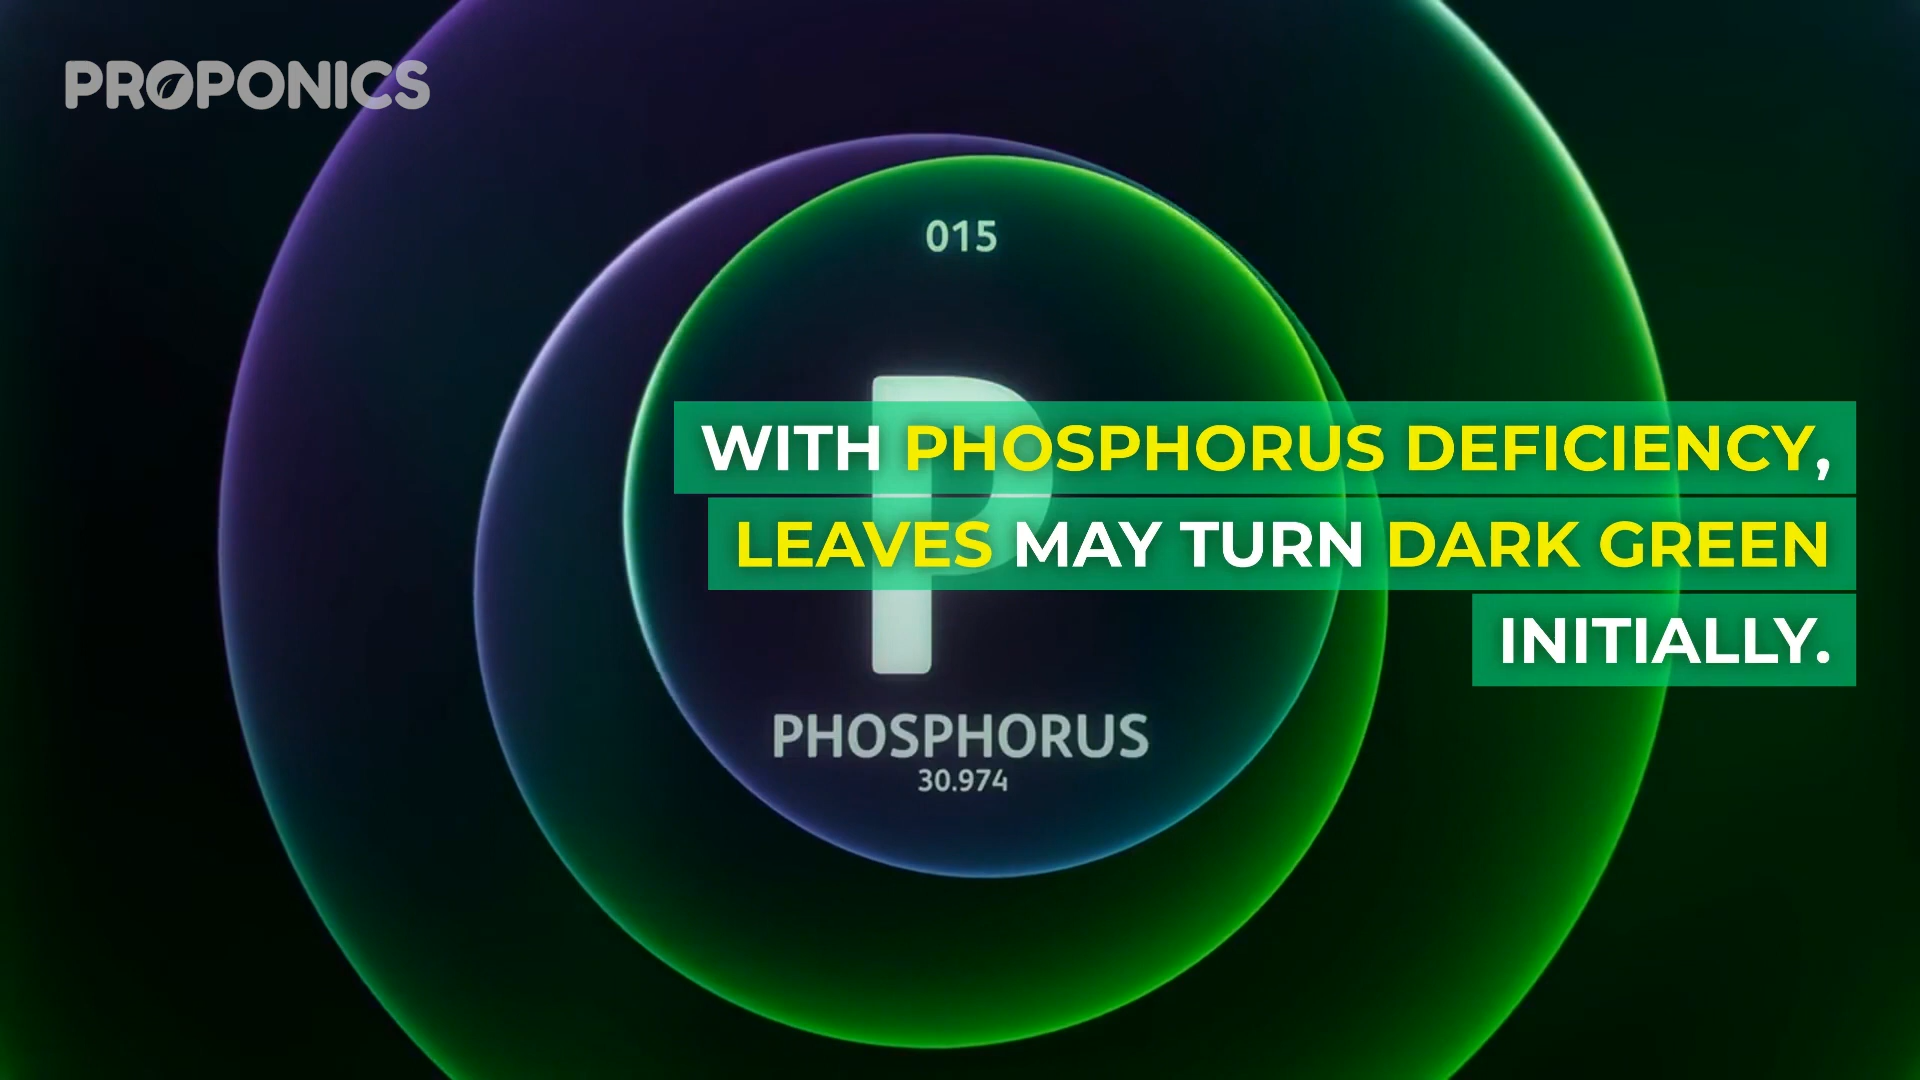 PROPONICS
015
P
WITH PHOSPHORUS DEFICIENCY,
LEAVES MAY TURN DARK GREEN
INITIALLY.
PHOSPHORUS
30.974